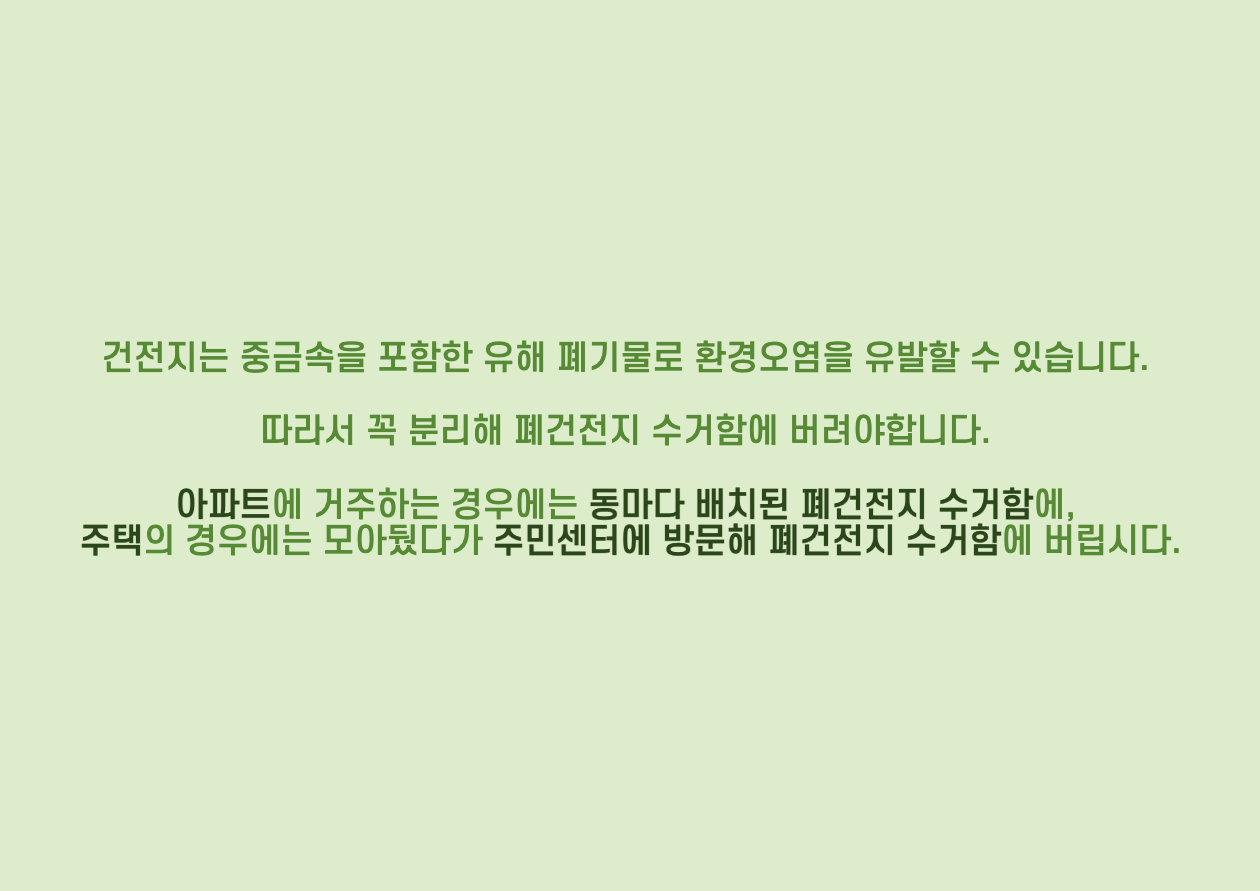 건전지는 중금속을 포함한 유해 폐기물로 환경오염을 유발할 수 있습니다.
따라서 꼭 분리해 폐건전지 수거함에 버려야합니다.
아파트에 거주하는 경우에는 동마다 배치된 폐건전지 수거함에,
주택의 경우에는 모아뒀다가 주민센터에 방문해 폐건전지 수거함에 버립시다.